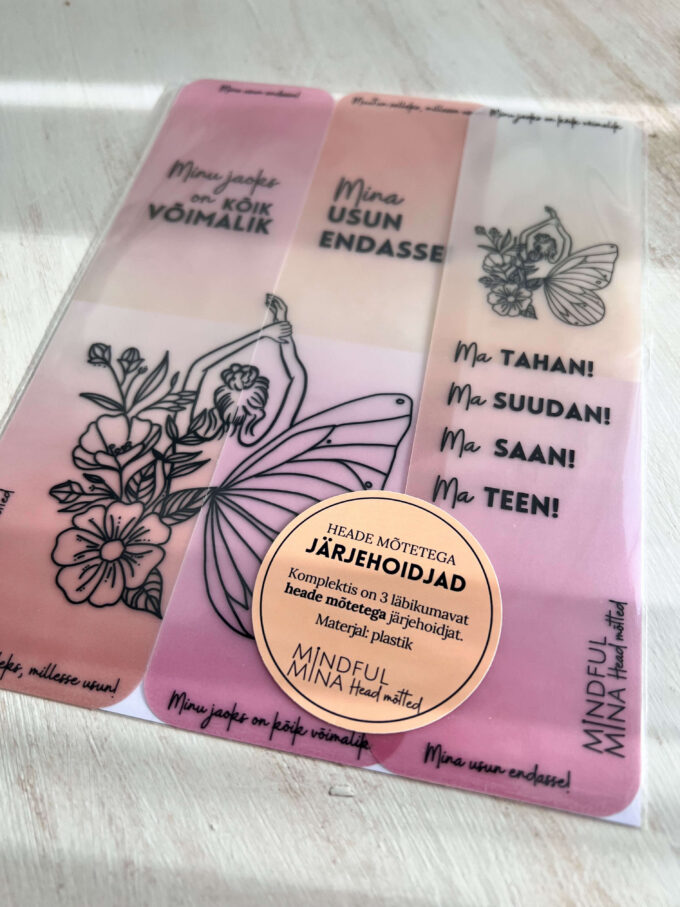 Minu jaoks
on KÕIK
VÕIMALIK
Mina
USUN
ENDASSE
Minu jaoks on kõik võimalik
Ma TAHAN!
Ma SUUDAN!
Ma SAAN!
Ma TEEN!
HEADE MÕTETEGA
JÄRJEHOIDJAD
Komplektis on 3 läbikumavat
heade mõtetega järjehoidjat.
Materjal: plastik
MINDFUL
MINA Head mõtted
millesse usun!
Minu jaoks on kõik võimalik
Mina usun endasse!
MINDFUL
MINA Head mõtted